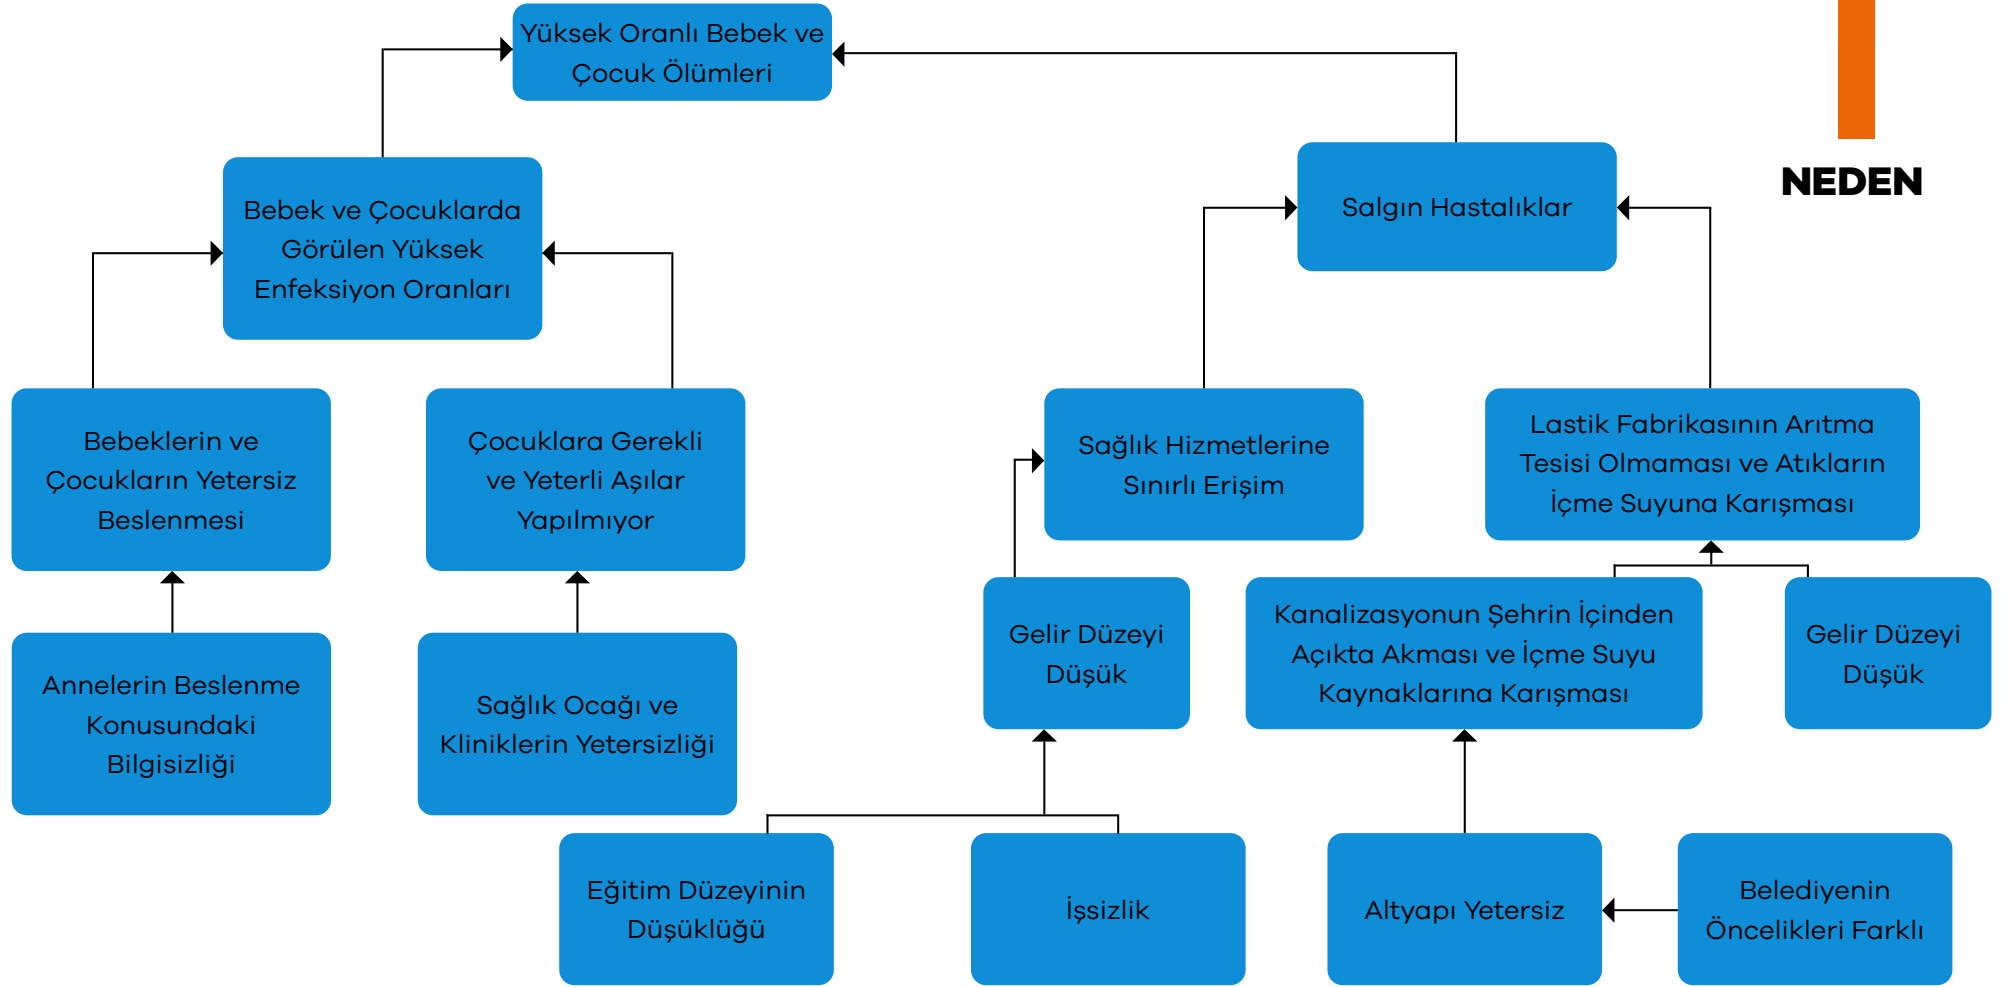 Yüksek Oranlı Bebek ve
Çocuk Ölümleri
NEDEN
Bebek ve Çocuklarda
Görülen Yüksek
Enfeksiyon Oranları
Salgın Hastalıklar
Bebeklerin ve
Çocukların Yetersiz
Beslenmesi
Çocuklara Gerekli
ve Yeterli Aşılar
Yapılmıyor
Sağlık Hizmetlerine
Sınırlı Erişim
Lastik Fabrikasının Arıtma
Tesisi Olmaması ve Atıkların
İçme Suyuna Karışması
Annelerin Beslenme
Konusundaki
Bilgisizliği
Sağlık Ocağı ve
Kliniklerin Yetersizliği
Gelir Düzeyi
Düşük
Kanalizasyonun Şehrin İçinden
Açıkta Akması ve İçme Suyu
Kaynaklarına Karışması
Gelir Düzeyi
Düşük
Eğitim Düzeyinin
Düşüklüğü
İşsizlik
Altyapı Yetersiz
Belediyenin
Öncelikleri Farklı